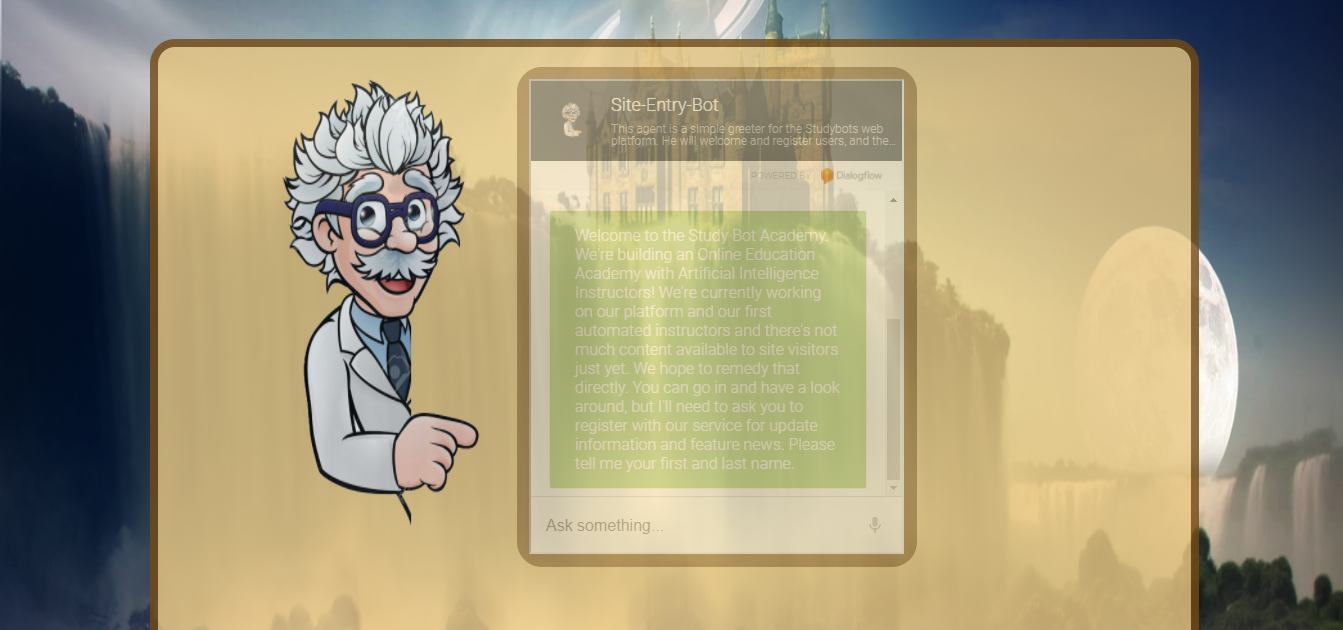 Site-Entry-Bot
This agent is a simple greeter for the Studybots web
platform. He will welcome and register users, and the...
POWERED BY Dialogflow
Welcome to the Study Bot Academy.
We're building an Online Education
Academy with Artificial Intelligence
Instructors! We're currently working
on our platform and our first
automated instructors and there's not
much content available to site visitors
just yet. We hope to remedy that
directly. You can go in and have a look
around, but I'll need to ask you to
register with our service for update
information and feature news. Please
tell me your first and last name.
Ask something...